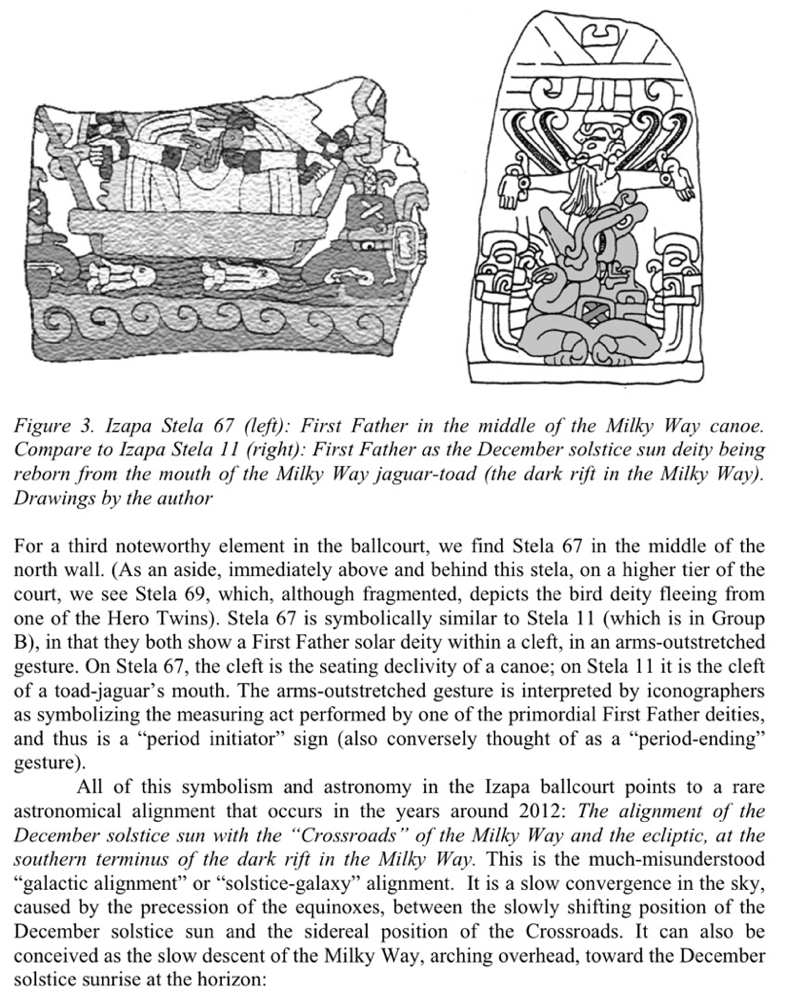 Figure 3. Izapa Stela 67 (left): First Father in the middle of the Milky Way canoe.
Compare to Izapa Stela 11 (right): First Father as the December solstice sun deity being
reborn from the mouth of the Milky Way jaguar-toad (the dark rift in the Milky Way).
Drawings by the author
For a third noteworthy element in the ballcourt, we find Stela 67 in the middle of the
north wall. (As an aside, immediately above and behind this stela, on a higher tier of the
court, we see Stela 69, which, although fragmented, depicts the bird deity fleeing from
one of the Hero Twins). Stela 67 is symbolically similar to Stela 11 (which is in Group
B), in that they both show a First Father solar deity within a cleft, in an arms-outstretched
gesture. On Stela 67, the cleft is the seating declivity of a canoe; on Stela 11 it is the cleft
of a toad-jaguar’s mouth. The arms-outstretched gesture is interpreted by iconographers
as symbolizing the measuring act performed by one of the primordial First Father deities,
and thus is a “period initiator” sign (also conversely thought of as a “period-ending”
gesture).
All of this symbolism and astronomy in the Izapa ballcourt points to a rare
astronomical alignment that occurs in the years around 2012: The alignment of the
December solstice sun with the “Crossroads” of the Milky Way and the ecliptic, at the
southern terminus of the dark rift in the Milky Way. This is the much-misunderstood
“galactic alignment” or “solstice-galaxy” alignment. It is a slow convergence in the sky,
caused by the precession of the equinoxes, between the slowly shifting position of the
December solstice sun and the sidereal position of the Crossroads. It can also be
conceived as the slow descent of the Milky Way, arching overhead, toward the December
solstice sunrise at the horizon: